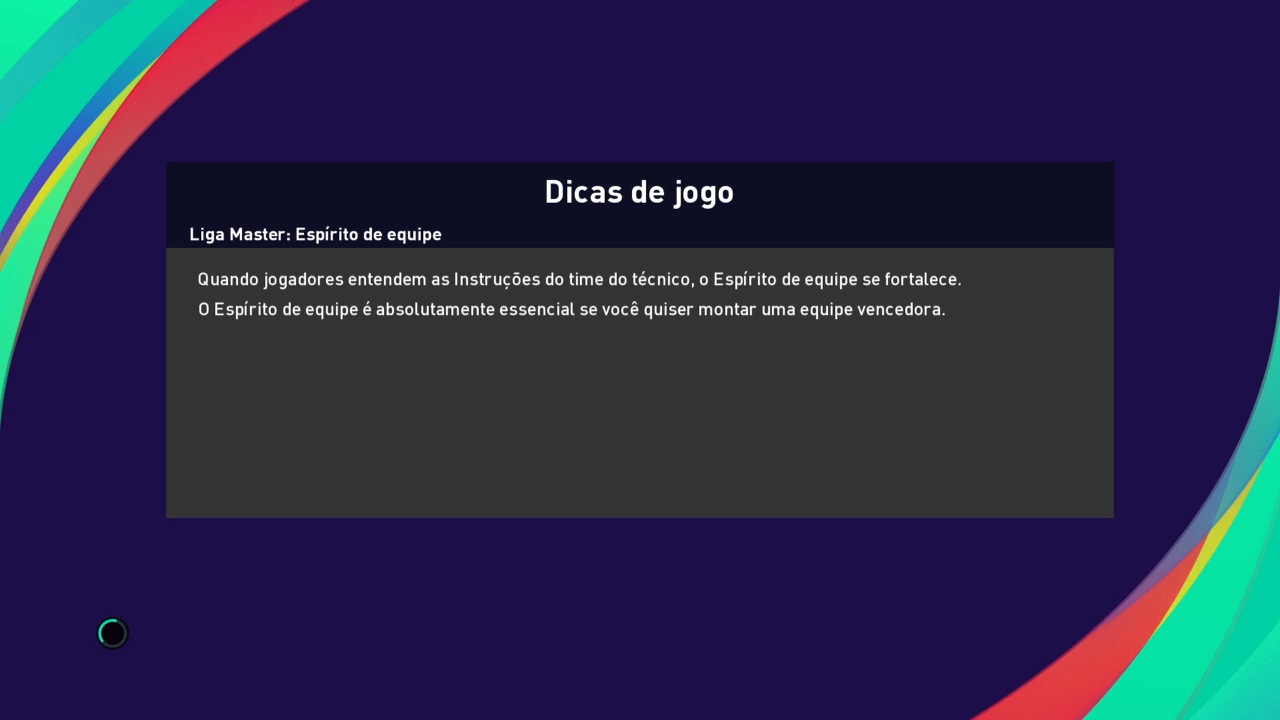 Dicas de jogo
Liga Master: Espírito de equipe
Quando jogadores entendem as Instruções do time do técnico, o Espírito de equipe se fortalece.
O Espírito de equipe é absolutamente essencial se você quiser montar uma equipe vencedora.